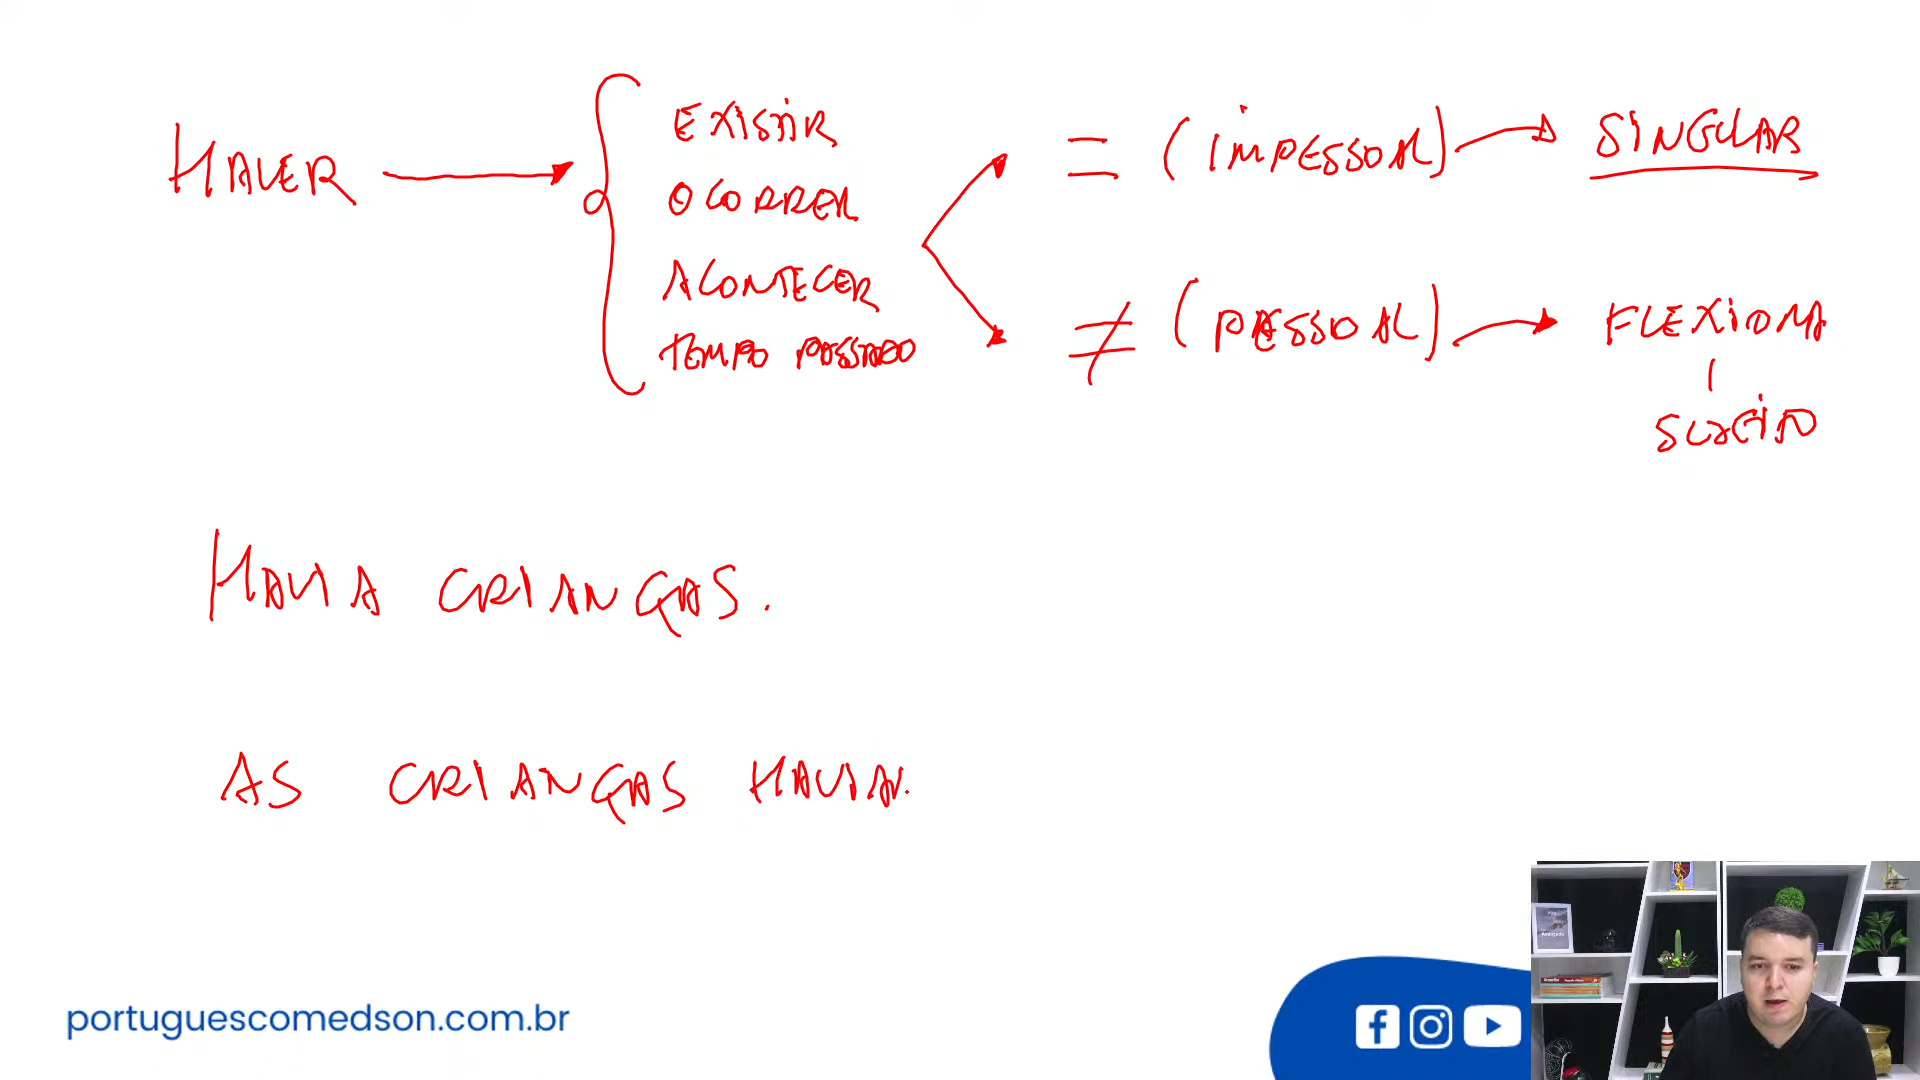 HAVER → { EXISTIR
OCORRER
ACONTECER
TEMPO PASSADO
= (IMPESSOAL) → SINGULAR
≠ (PESSOAL) → FLEXIONA
SUJEITO
HAVIA CRIANÇAS.
AS CRIANÇAS HAVIAM.
portuguescomedson.com.br